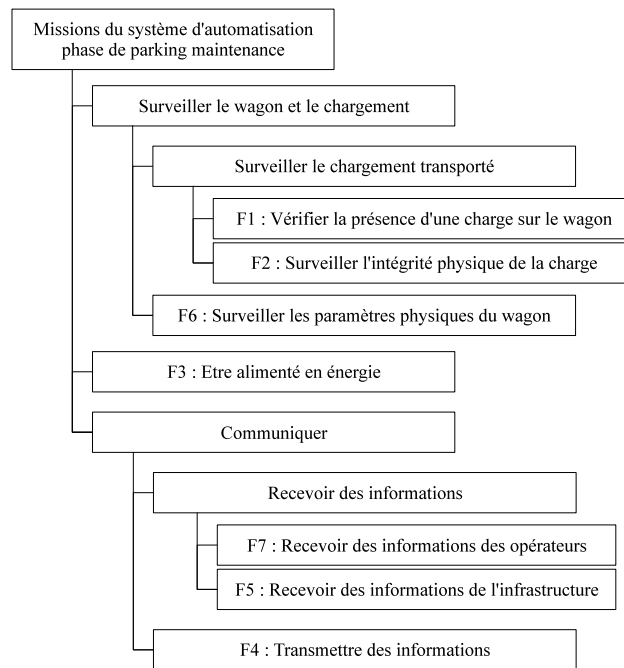 Missions du système d'automatisation
phase de parking maintenance
Surveiller le wagon et le chargement
Surveiller le chargement transporté
F1 : Vérifier la présence d'une charge sur le wagon
F2 : Surveiller l'intégrité physique de la charge
F6 : Surveiller les paramètres physiques du wagon
F3 : Etre alimenté en énergie
Communiquer
Recevoir des informations
F7 : Recevoir des informations des opérateurs
F5 : Recevoir des informations de l'infrastructure
F4 : Transmettre des informations